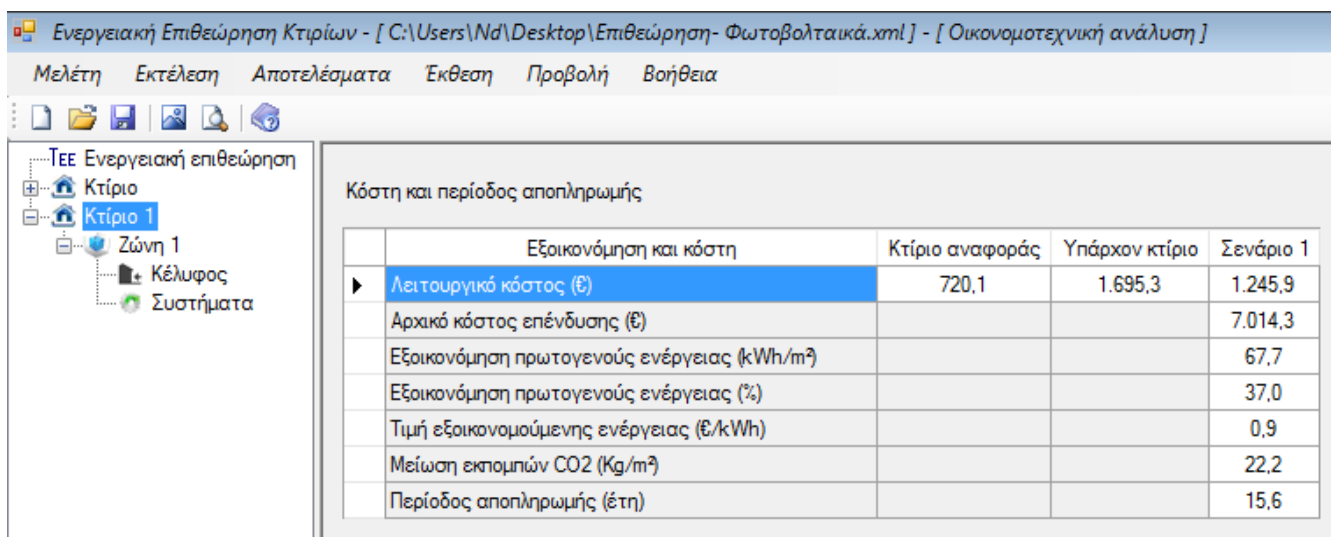 Ενεργειακή Επιθεώρηση Κτιρίων - [ C:\Users\Nd\Desktop\Επιθεώρηση- Φωτοβολταικά.xml ] - [ Οικονομοτεχνική ανάλυση ]
Μελέτη Εκτέλεση Αποτελέσματα Έκθεση Προβολή Βοήθεια
ΤΕΕ Ενεργειακή επιθεώρηση
Κτίριο
Κτίριο 1
Ζώνη 1
Κέλυφος
Συστήματα
Κόστη και περίοδος αποπληρωμής
Εξοικονόμηση και κόστη Κτίριο αναφοράς Υπάρχον κτίριο Σενάριο 1
Λειτουργικό κόστος (€) 720,1 1.695,3 1.245,9
Αρχικό κόστος επένδυσης (€) 7.014,3
Εξοικονόμηση πρωτογενούς ενέργειας (kWh/m²) 67,7
Εξοικονόμηση πρωτογενούς ενέργειας (%) 37,0
Τιμή εξοικονομούμενης ενέργειας (€/kWh) 0,9
Μείωση εκπομπών CO2 (Kg/m²) 22,2
Περίοδος αποπληρωμής (έτη) 15,6